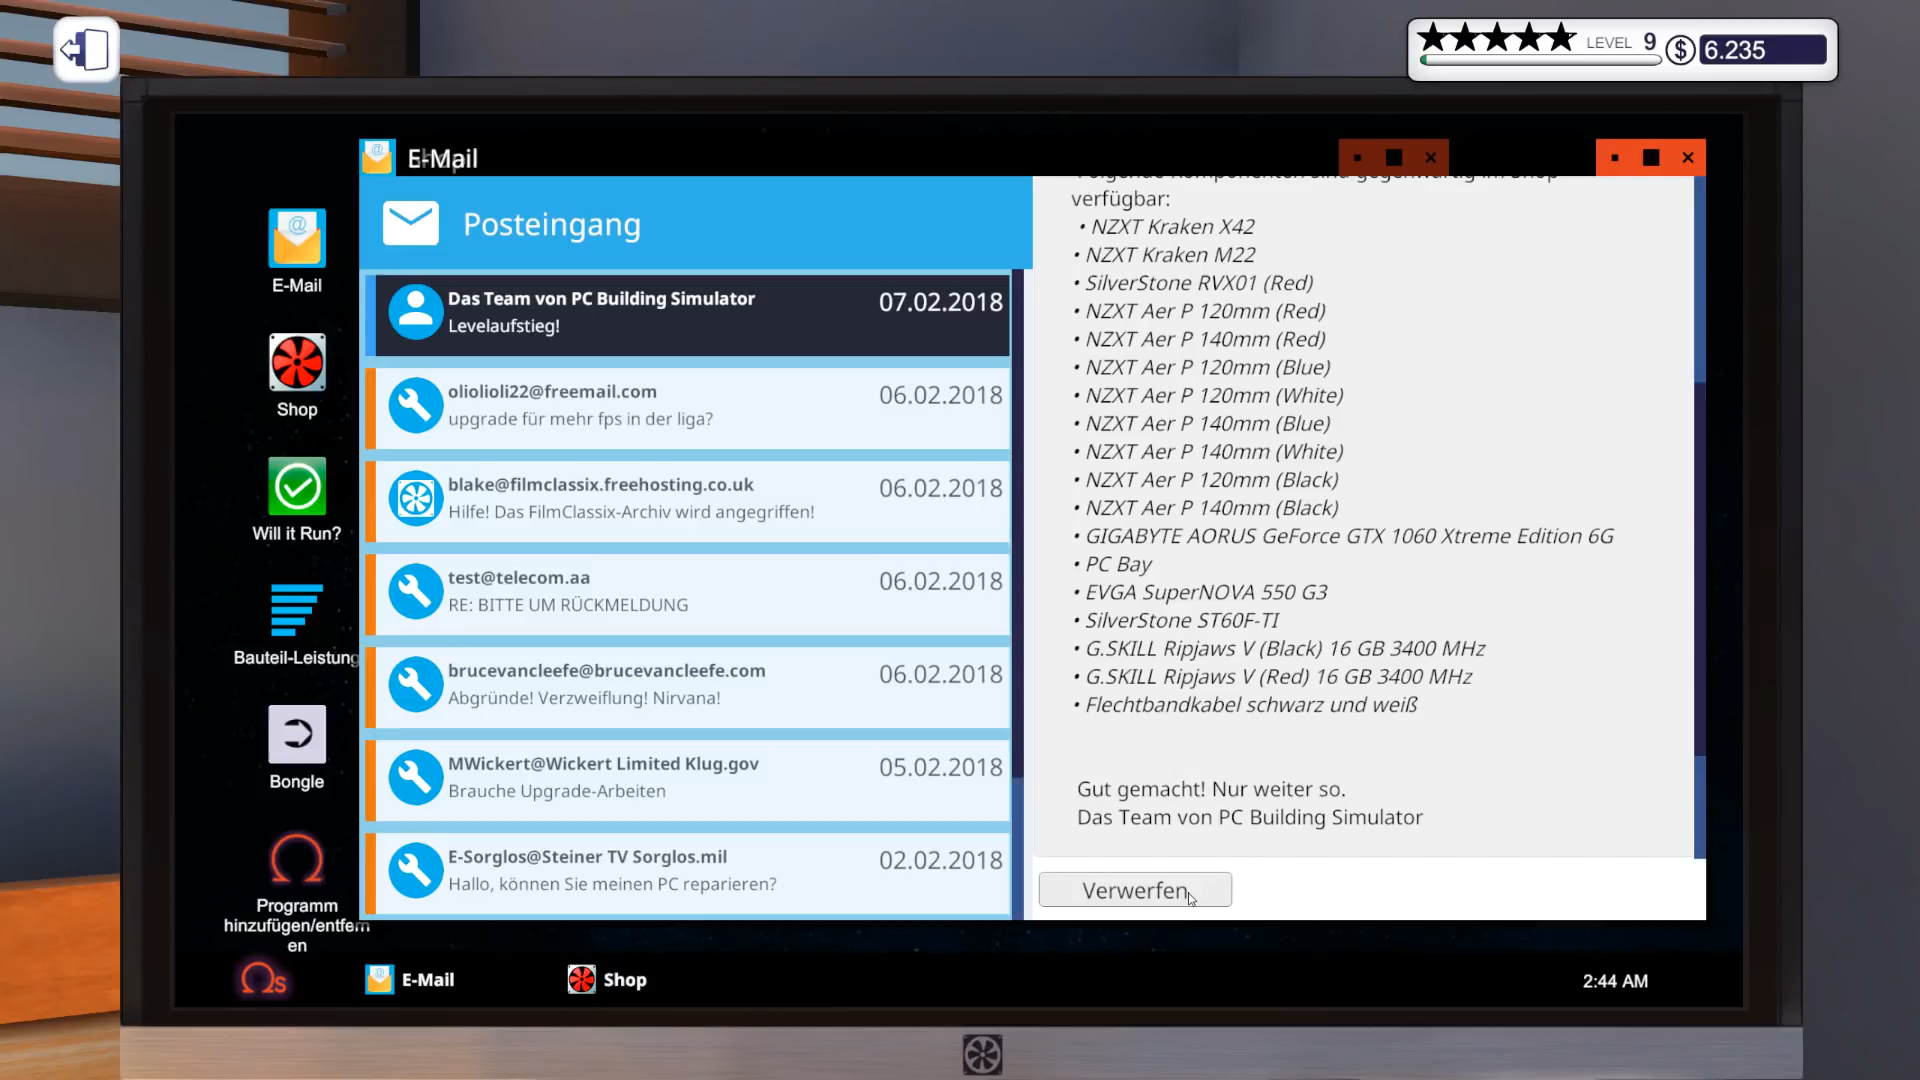 LEVEL 9
6.235
E-Mail
Posteingang
Das Team von PC Building Simulator
07.02.2018
Levelaufstieg!
oliolioli22@freemail.com
06.02.2018
upgrade für mehr fps in der liga?
blake@filmclassix.freehosting.co.uk
06.02.2018
Hilfe! Das FilmClassix-Archiv wird angegriffen!
test@telecom.aa
06.02.2018
RE: BITTE UM RÜCKMELDUNG
brucevancleefe@brucevancleefe.com
06.02.2018
Abgründe! Verzweiflung! Nirvana!
MWickert@Wickert Limited Klug.gov
05.02.2018
Brauche Upgrade-Arbeiten
E-Sorglos@Steiner TV Sorglos.mil
02.02.2018
Hallo, können Sie meinen PC reparieren?
Folgende Komponenten sind gegenwärtig im Shop
verfügbar:
• NZXT Kraken X42
• NZXT Kraken M22
• SilverStone RVX01 (Red)
• NZXT Aer P 120mm (Red)
• NZXT Aer P 140mm (Red)
• NZXT Aer P 120mm (Blue)
• NZXT Aer P 120mm (White)
• NZXT Aer P 140mm (Blue)
• NZXT Aer P 140mm (White)
• NZXT Aer P 120mm (Black)
• NZXT Aer P 140mm (Black)
• GIGABYTE AORUS GeForce GTX 1060 Xtreme Edition 6G
• PC Bay
• EVGA SuperNOVA 550 G3
• SilverStone ST60F-TI
• G.SKILL Ripjaws V (Black) 16 GB 3400 MHz
• G.SKILL Ripjaws V (Red) 16 GB 3400 MHz
• Flechtbandkabel schwarz und weiß
Gut gemacht! Nur weiter so.
Das Team von PC Building Simulator
Verwerfen
E-Mail
Shop
Will it Run?
Bauteil-Leistung
Bongle
Programm
hinzufügen/entfern
en
Ωs
E-Mail
Shop
2:44 AM